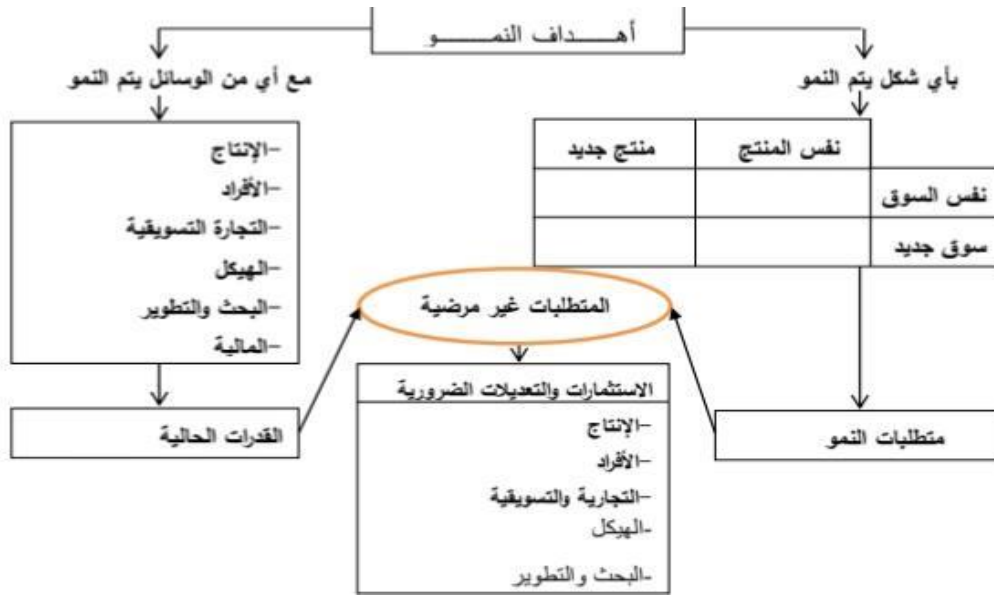 أهـــــداف النمـــــــو
بأي شكل يتم النمو
مع أي من الوسائل يتم النمو
نفس المنتج
منتج جديد
نفس السوق
سوق جديد
-الإنتاج
-الأفراد
-التجارة التسويقية
-الهيكل
-البحث والتطوير
-المالية
المتطلبات غير مرضية
متطلبات النمو
القدرات الحالية
الاستثمارات والتعديلات الضرورية
-الإنتاج
-الأفراد
-التجارية والتسويقية
-الهيكل
-البحث والتطوير